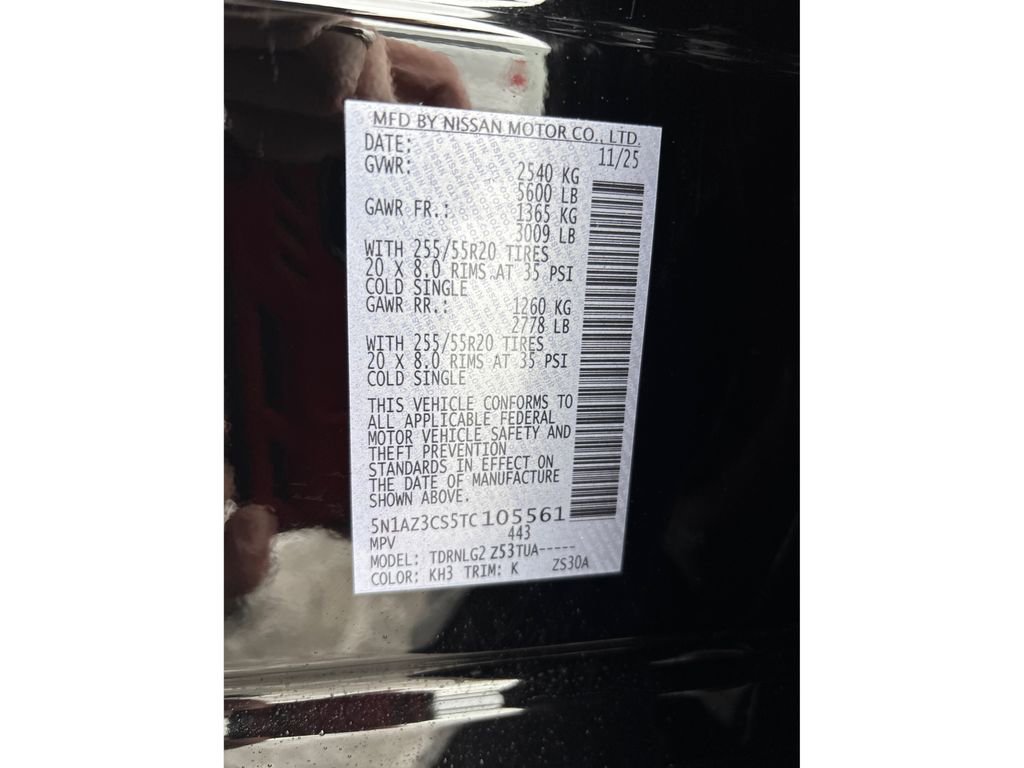 MFD BY NISSAN MOTOR CO., LTD.
DATE: 11/25
GVWR: 2540 KG
5600 LB
GAWR FR.: 1365 KG
3009 LB
WITH 255/55R20 TIRES
20 X 8.0 RIMS AT 35 PSI
COLD SINGLE
GAWR RR.: 1260 KG
2778 LB
WITH 255/55R20 TIRES
20 X 8.0 RIMS AT 35 PSI
COLD SINGLE
THIS VEHICLE CONFORMS TO
ALL APPLICABLE FEDERAL
MOTOR VEHICLE SAFETY AND
THEFT PREVENTION
STANDARDS IN EFFECT ON
THE DATE OF MANUFACTURE
SHOWN ABOVE.
5N1AZ3CS5TC105561
MPV 443
MODEL: TDRNLG2 Z53TUA-----
COLOR: KH3 TRIM: K ZS30A